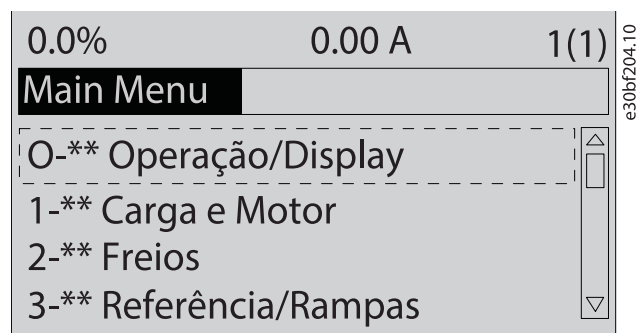 0.0% 0.00 A 1(1)
Main Menu
O-** Operação/Display
1-** Carga e Motor
2-** Freios
3-** Referência/Rampas
e30bf204.10